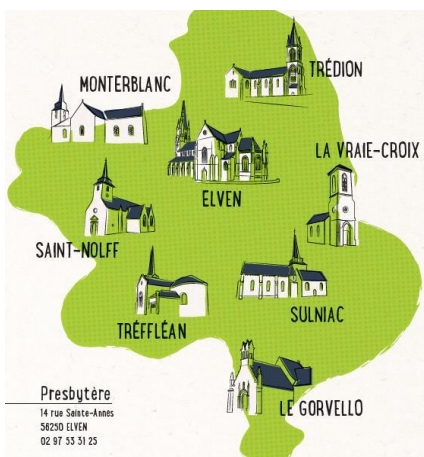 TRÉDION
MONTERBLANC
LA VRAIE-CROIX
ELVEN
SAINT-NOLFF
SULNIAC
TRÉFFLÉAN
LE GORVELLO
Presbytère
14 rue Sainte-Annes
56250 ELVEN
02 97 53 31 25